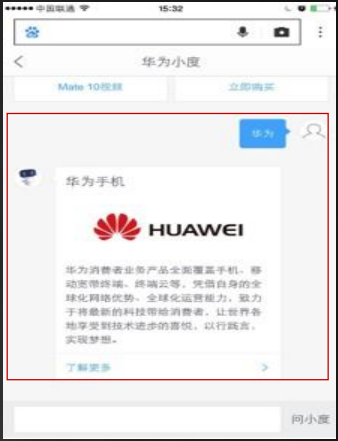 中国联通
15:32
华为小度
Mate 10视频
立即购买
华为
华为手机
HUAWEI
华为消费者业务产品全面覆盖手机、移
动宽带终端、终端云等，凭借自身的全
球化网络优势、全球化运营能力，致力
于将最新的科技带给消费者，让世界各
地享受到技术进步的喜悦，以行践言，
实现梦想。
了解更多
问小度